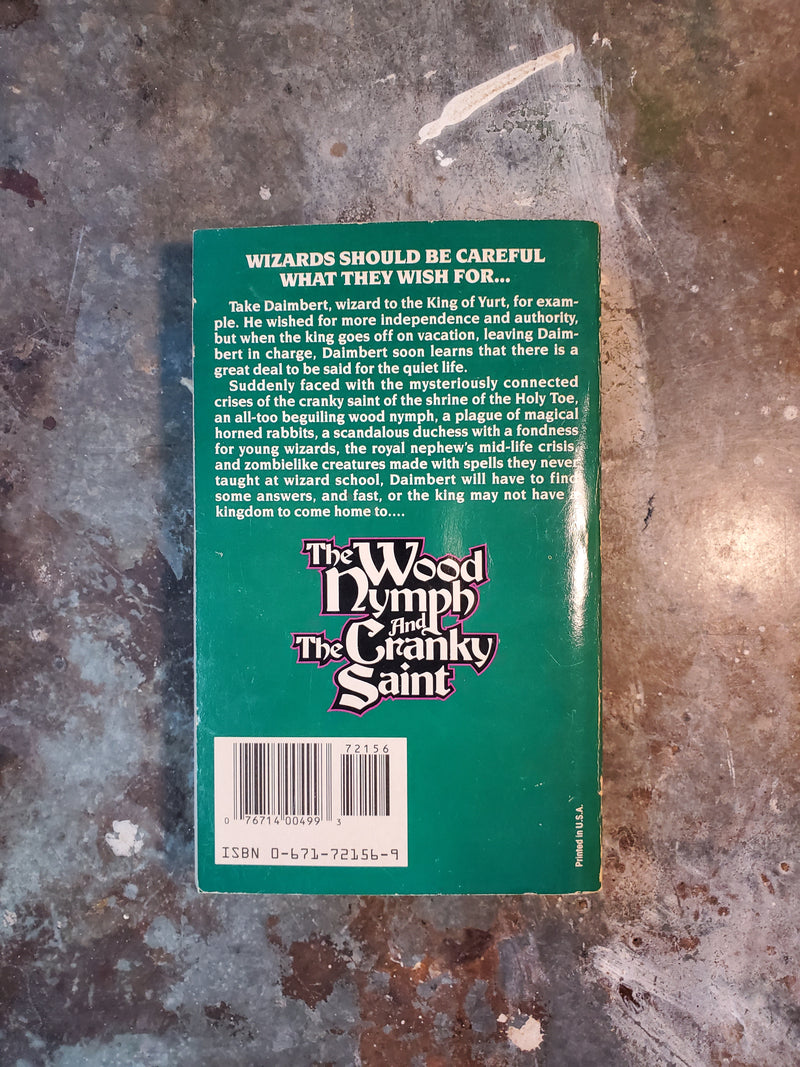 WIZARDS SHOULD BE CAREFUL
WHAT THEY WISH FOR...
Take Daimbert, wizard to the King of Yurt, for exam-
ple. He wished for more independence and authority,
but when the king goes off on vacation, leaving Daim-
bert in charge, Daimbert soon learns that there is a
great deal to be said for the quiet life.
Suddenly faced with the mysteriously connected
crises of the cranky saint of the shrine of the Holy Toe,
an all-too beguiling wood nymph, a plague of magical
horned rabbits, a scandalous duchess with a fondness
for young wizards, the royal nephew's mid-life crisis,
and zombielike creatures made with spells they never
taught at wizard school, Daimbert will have to find
some answers, and fast, or the king may not have
kingdom to come home to....
The Wood
Nymph
And
The Cranky
Saint
72156
0 76714 00499 3
ISBN 0-671-72156-9
Printed in U.S.A.